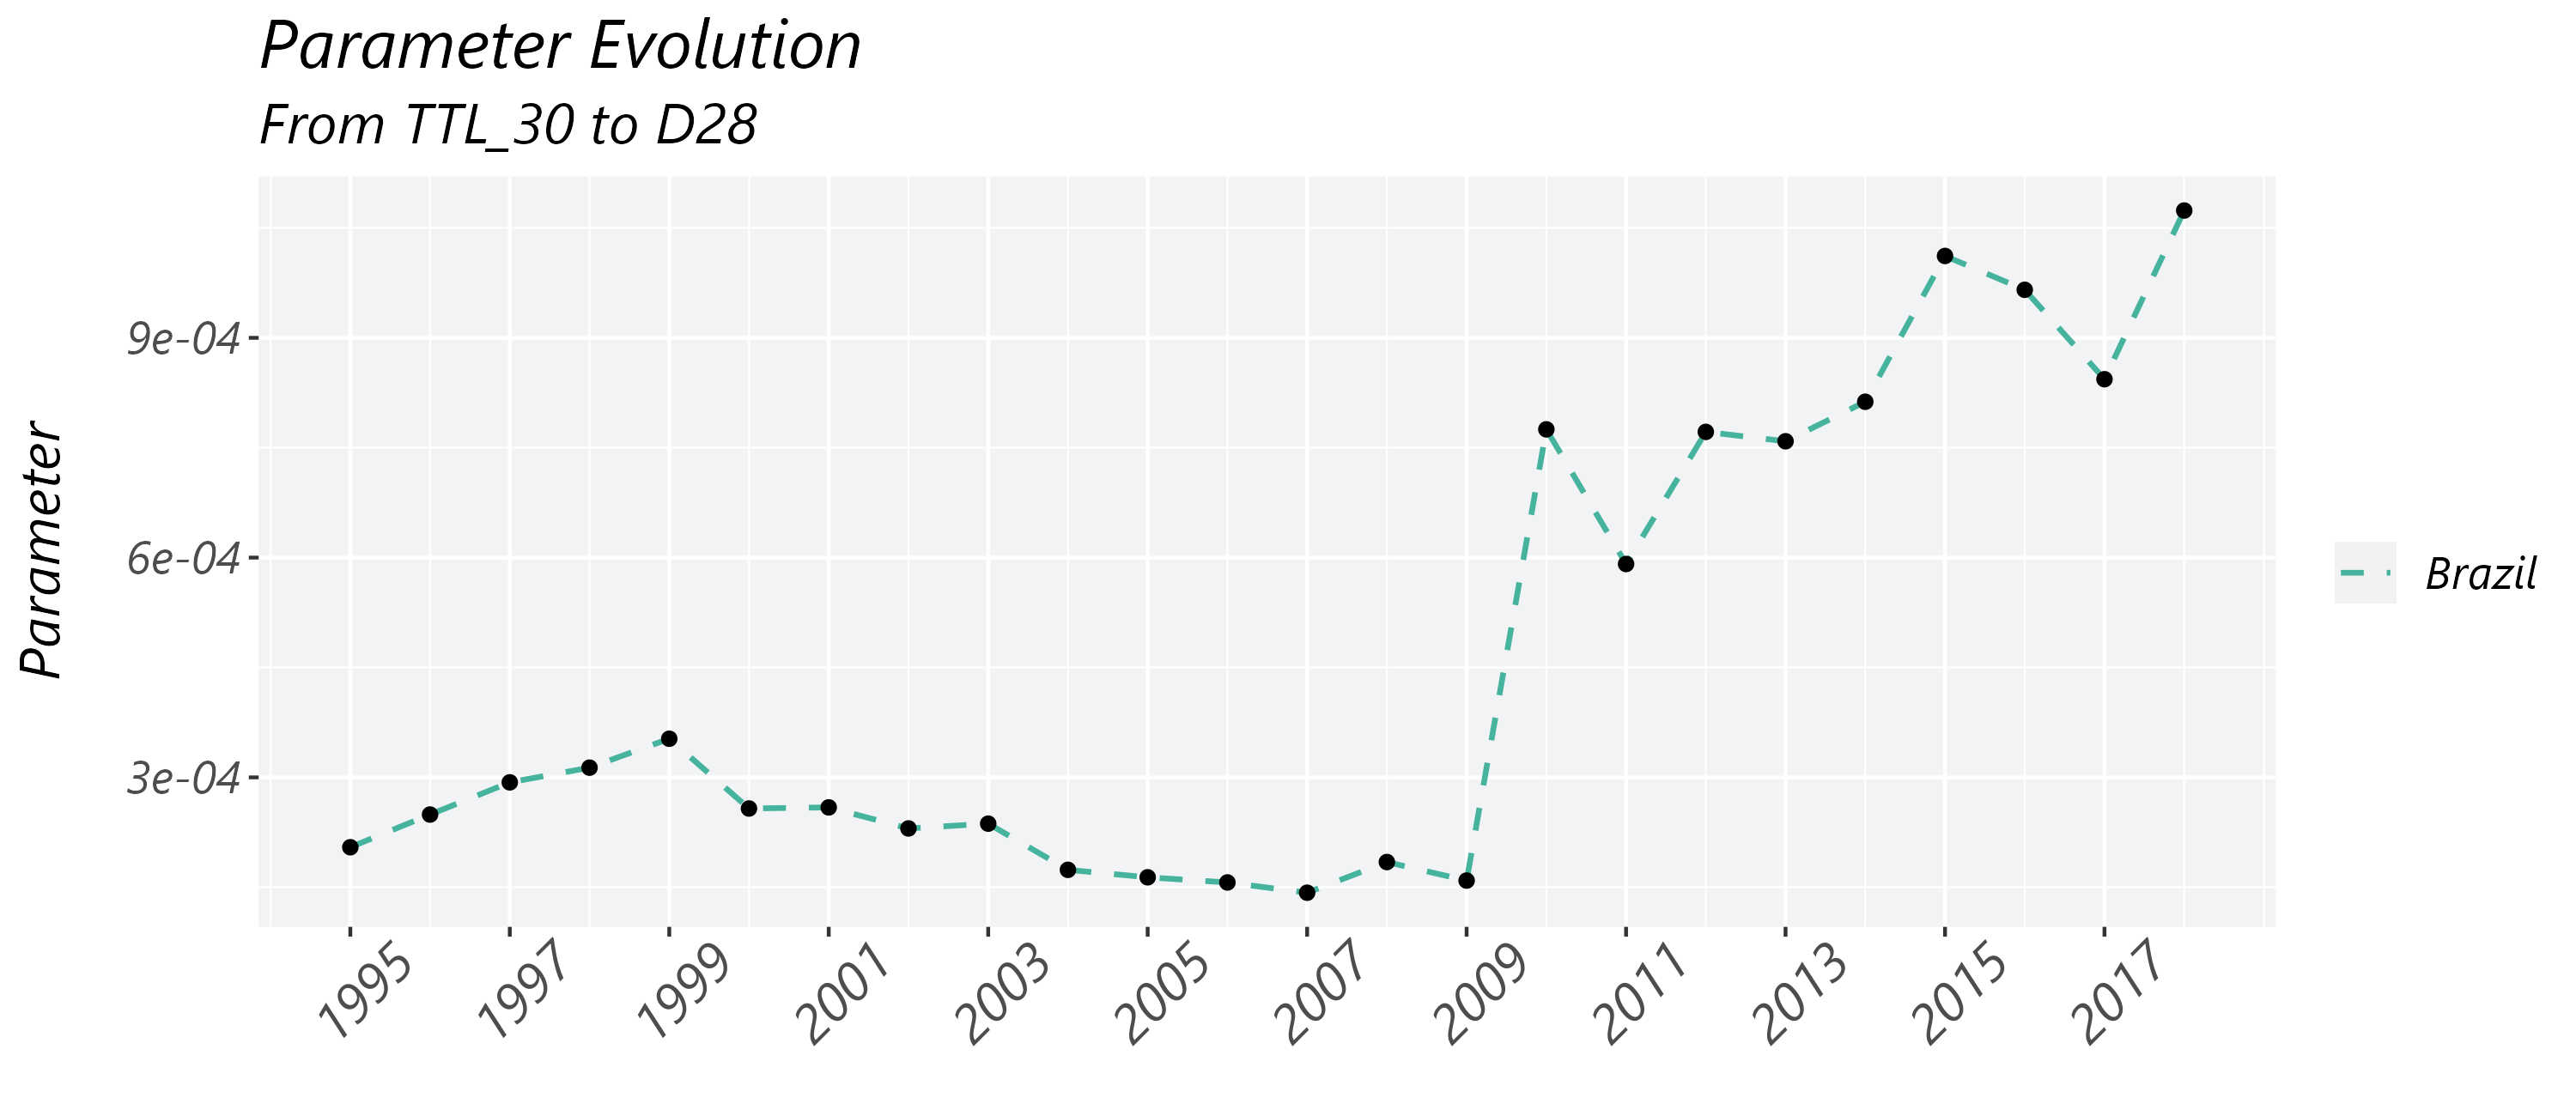 Parameter Evolution
From TTL_30 to D28
Parameter
9e-04
6e-04
3e-04
1995
1997
1999
2001
2003
2005
2007
2009
2011
2013
2015
2017
Brazil